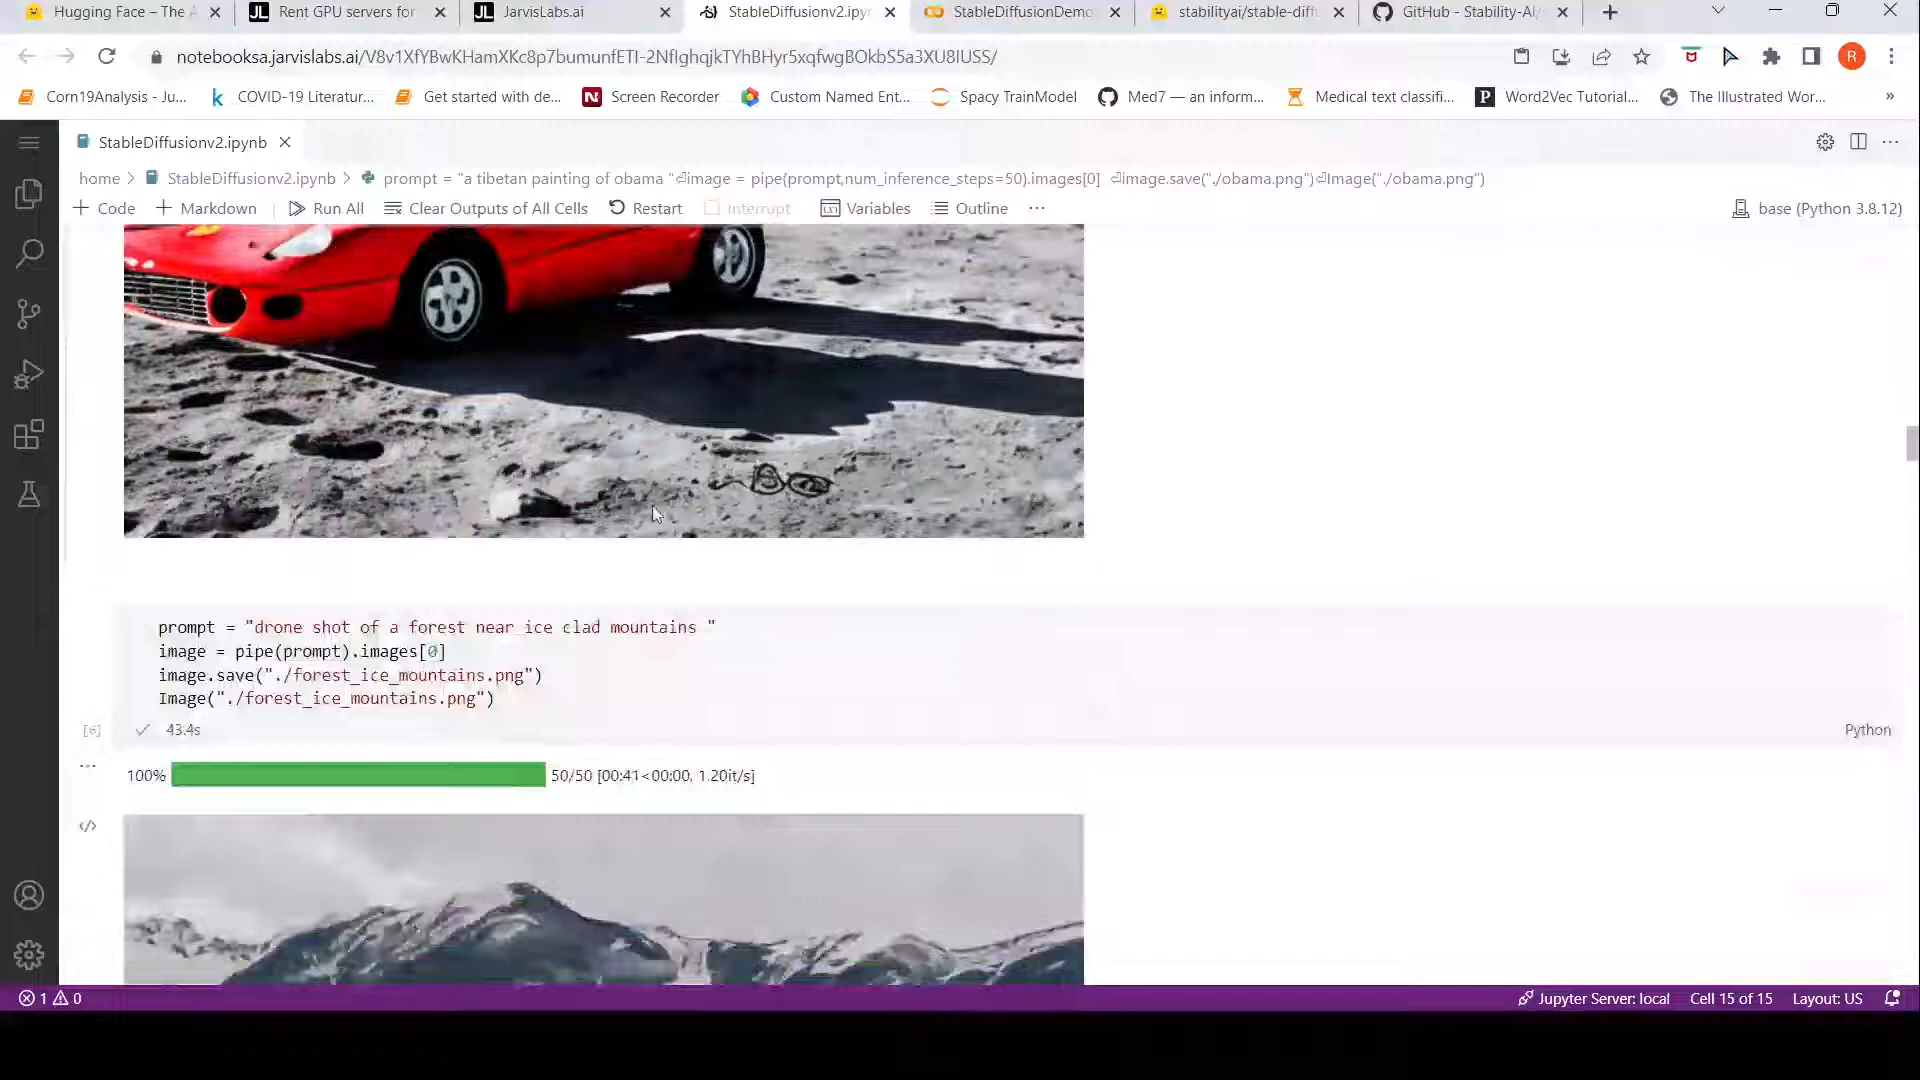 Hugging Face – The A
Rent GPU servers for
JarvisLabs.ai
StableDiffusionv2.ipyn
StableDiffusionDemo
stabilityai/stable-diff
GitHub - Stability-AI/
notebooksa.jarvislabs.ai/V8v1XfYBwKHamXKc8p7bumunfETI-2NfIghqjkTYhBHyr5xqfwgBOkbS5a3XU8IUSS/
R
Corn19Analysis - Ju...
COVID-19 Literatur...
Get started with de...
Screen Recorder
Custom Named Ent...
Spacy TrainModel
Med7 — an inform...
Medical text classifi...
Word2Vec Tutorial...
The Illustrated Wor...
»
StableDiffusionv2.ipynb
home > StableDiffusionv2.ipynb > prompt = "a tibetan painting of obama "⏎image = pipe(prompt,num_inference_steps=50).images[0] ⏎image.save("./obama.png")⏎Image("./obama.png")
+ Code + Markdown Run All Clear Outputs of All Cells Restart Interrupt Variables Outline ... base (Python 3.8.12)
prompt = "drone shot of a forest near ice clad mountains "
image = pipe(prompt).images[0]
image.save("./forest_ice_mountains.png")
Image("./forest_ice_mountains.png")
[6] ✓ 43.4s Python
100% 50/50 [00:41<00:00, 1.20it/s]
1 0 Jupyter Server: local Cell 15 of 15 Layout: US